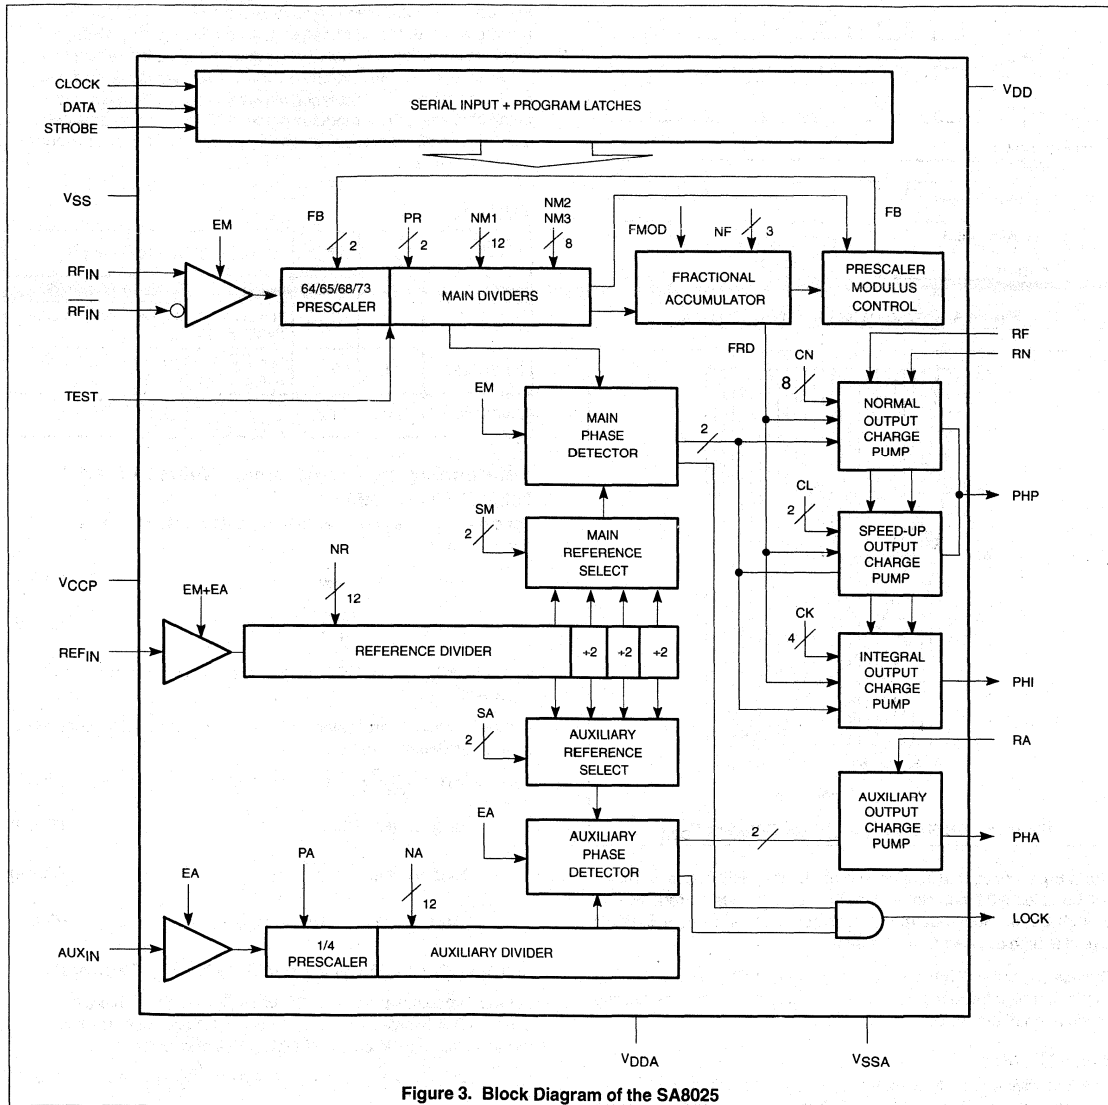 CLOCK
DATA
STROBE
SERIAL INPUT + PROGRAM LATCHES
VDD
VSS
EM
FB
2
PR
2
NM1
12
NM2
NM3
8
FMOD
NF
3
FB
RFIN
RFIN
64/65/68/73
PRESCALER
MAIN DIVIDERS
FRACTIONAL
ACCUMULATOR
PRESCALER
MODULUS
CONTROL
FRD
RF
RN
TEST
EM
MAIN
PHASE
DETECTOR
2
CN
8
NORMAL
OUTPUT
CHARGE
PUMP
PHP
SM
2
MAIN
REFERENCE
SELECT
CL
2
SPEED-UP
OUTPUT
CHARGE
PUMP
VCCP
EM+EA
NR
12
REFIN
REFERENCE DIVIDER
÷2
÷2
÷2
CK
4
INTEGRAL
OUTPUT
CHARGE
PUMP
PHI
SA
2
AUXILIARY
REFERENCE
SELECT
RA
EA
AUXILIARY
PHASE
DETECTOR
2
AUXILIARY
OUTPUT
CHARGE
PUMP
PHA
EA
PA
NA
12
AUXIN
1/4
PRESCALER
AUXILIARY DIVIDER
LOCK
VDDA
VSSA
Figure 3. Block Diagram of the SA8025